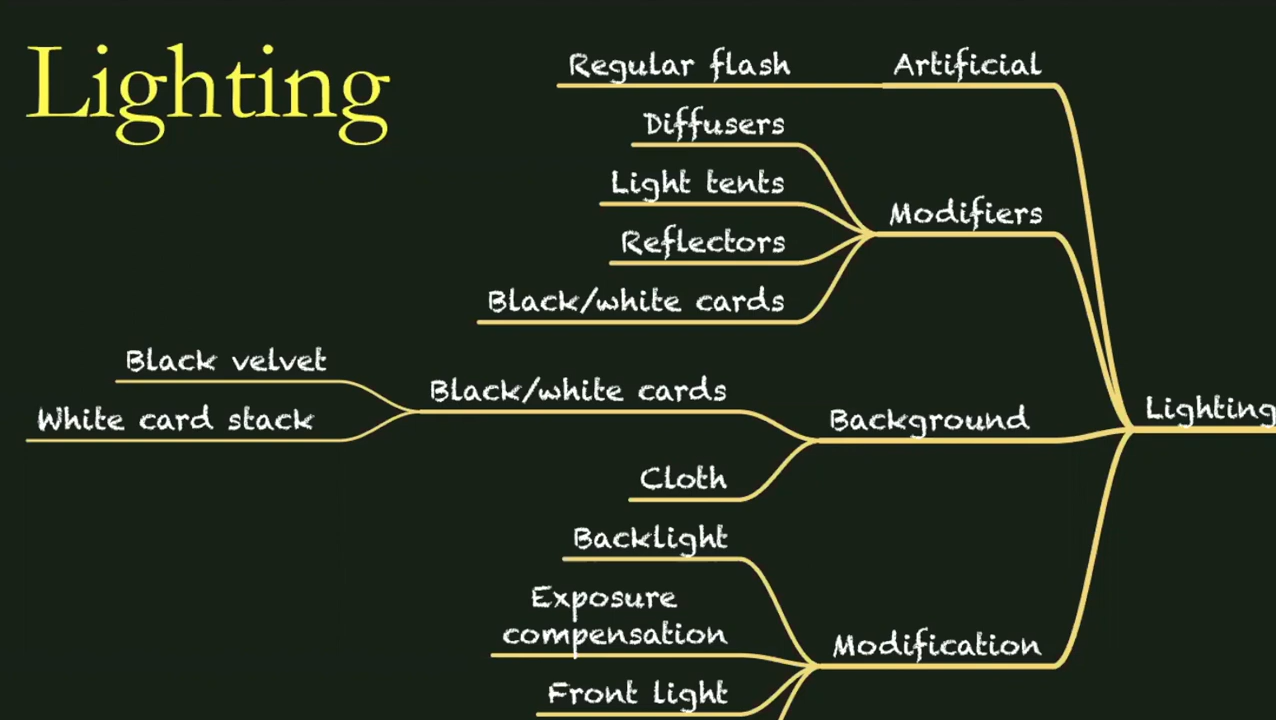 Lighting
Regular flash
Artificial
Diffusers
Light tents
Modifiers
Reflectors
Black/white cards
Black velvet
Black/white cards
White card stack
Background
Lighting
Cloth
Backlight
Exposure
compensation
Modification
Front light